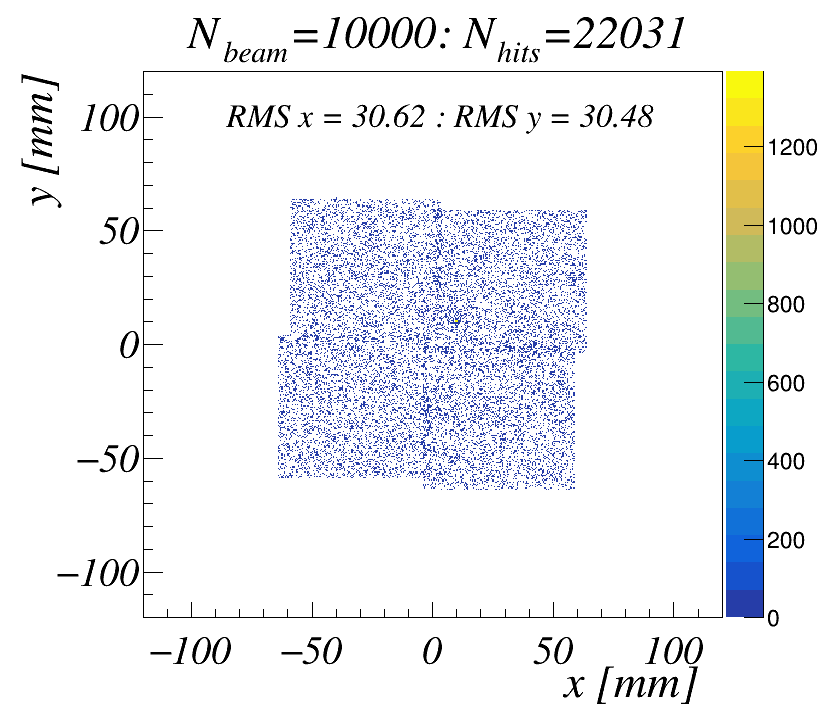 N_beam=10000: N_hits=22031
RMS x = 30.62 : RMS y = 30.48
y [mm]
100
50
0
−50
−100
−100 −50 0 50 100
x [mm]
1200
1000
800
600
400
200
0